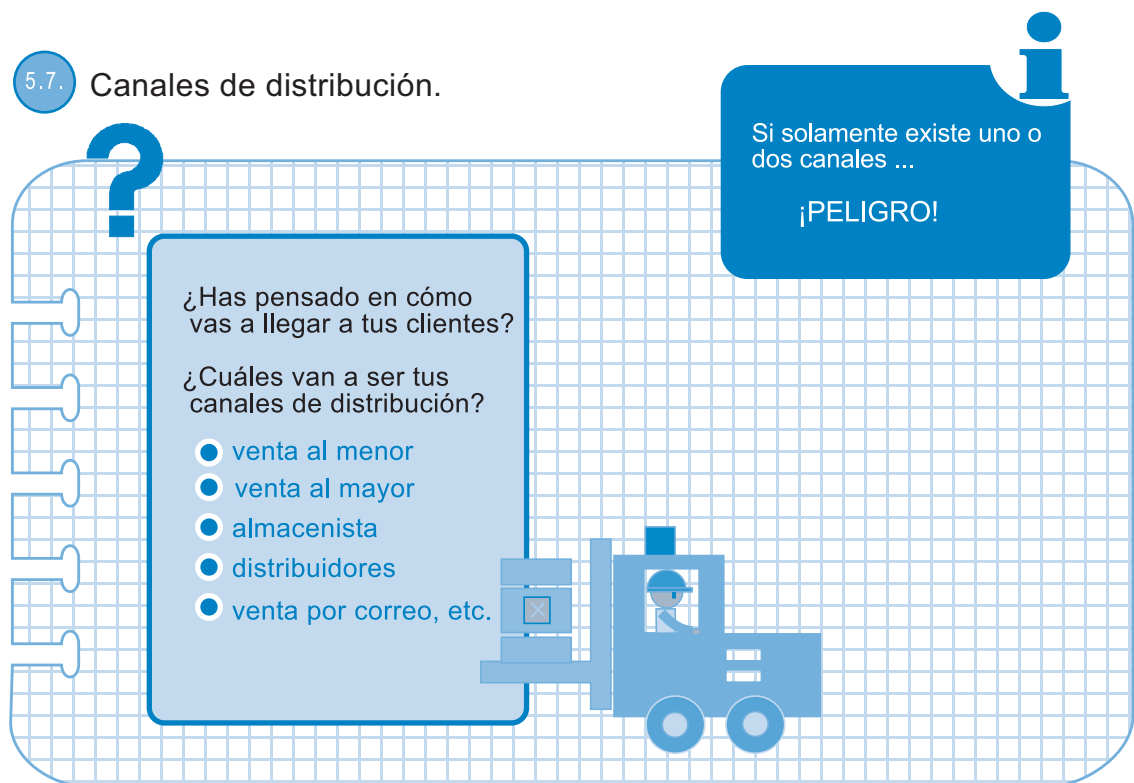 5.7.
Canales de distribución.
Si solamente existe uno o
dos canales ...
¡PELIGRO!
¿Has pensado en cómo
vas a llegar a tus clientes?
¿Cuáles van a ser tus
canales de distribución?
venta al menor
venta al mayor
almacenista
distribuidores
venta por correo, etc.